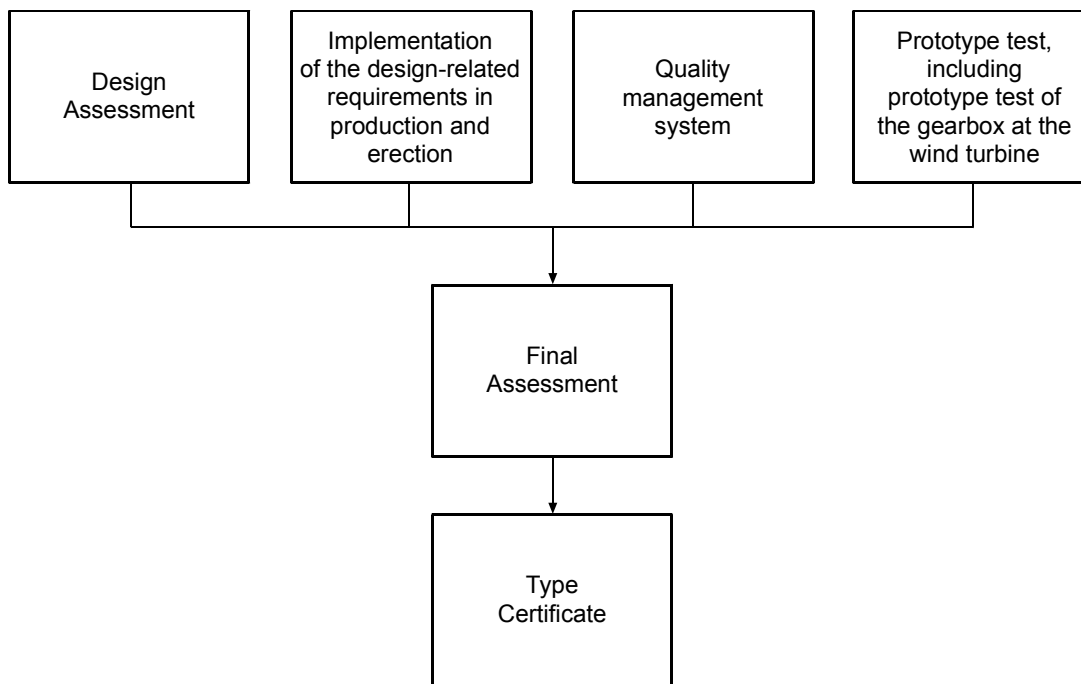 Design
Assessment
Implementation
of the design-related
requirements in
production and
erection
Quality
management
system
Prototype test,
including
prototype test of
the gearbox at the
wind turbine
Final
Assessment
Type
Certificate